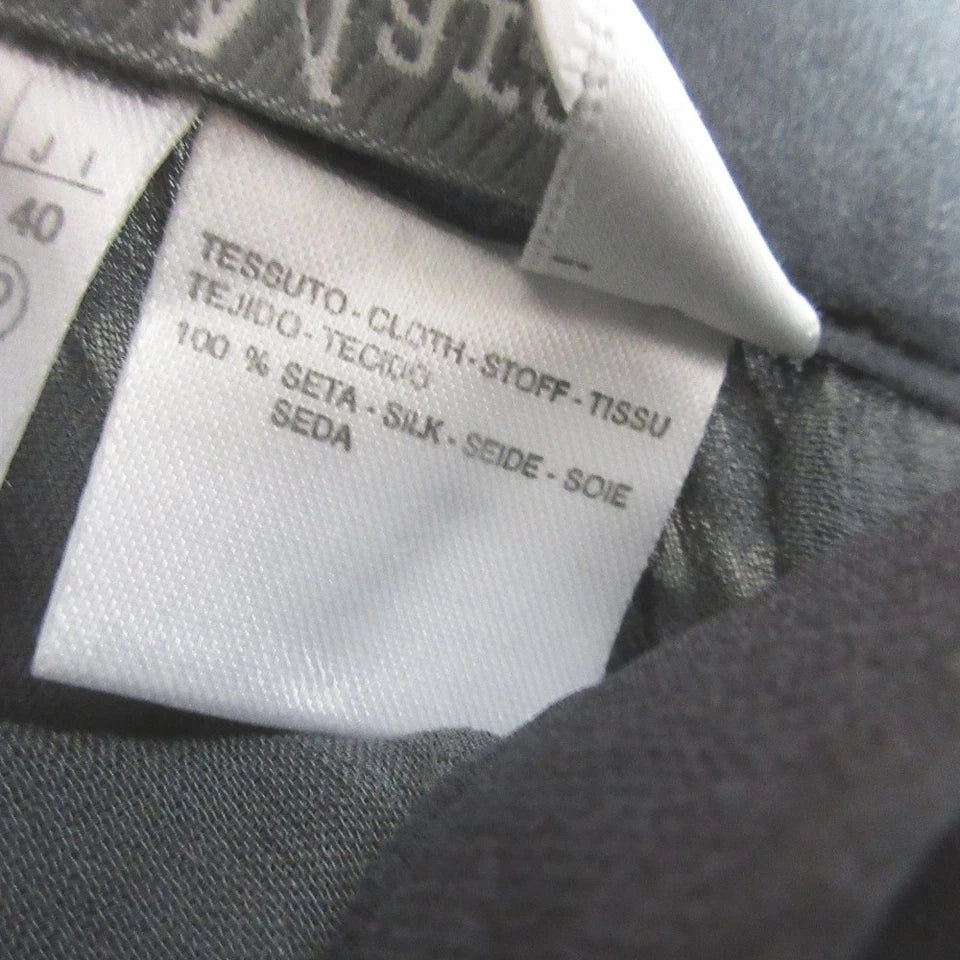 J I
40
TESSUTO - CLOTH - STOFF - TISSU
TEJIDO - TECIDO
100 % SETA - SILK - SEIDE - SOIE
SEDA